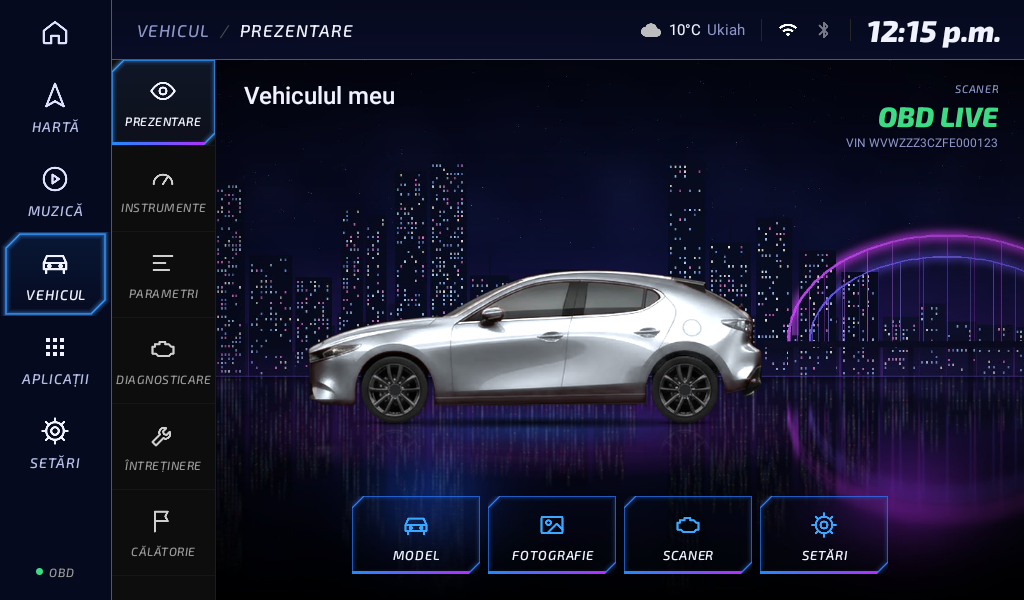 VEHICUL / PREZENTARE
10°C Ukiah
12:15 p.m.
HARTĂ
MUZICĂ
VEHICUL
APLICAȚII
SETĂRI
OBD
PREZENTARE
INSTRUMENTE
PARAMETRI
DIAGNOSTICARE
ÎNTREȚINERE
CĂLĂTORIE
Vehiculul meu
SCANER
OBD LIVE
VIN WVWZZZ3CZFE000123
MODEL
FOTOGRAFIE
SCANER
SETĂRI